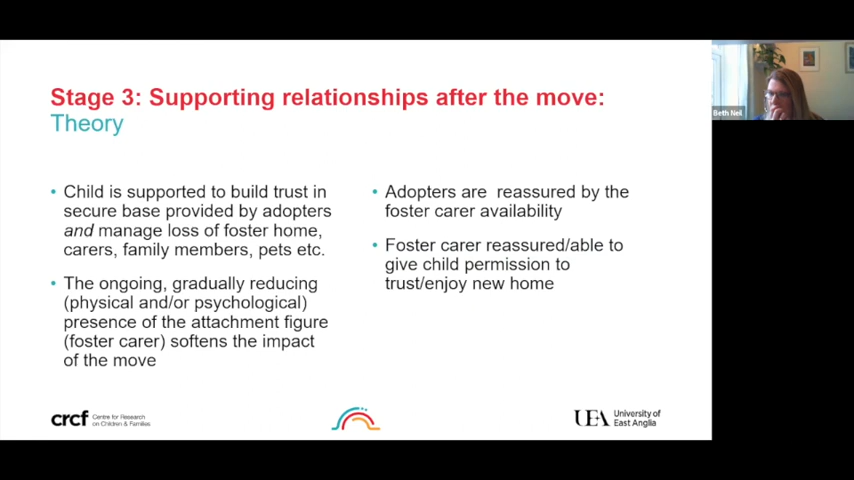 Stage 3: Supporting relationships after the move:
Theory
• Child is supported to build trust in
secure base provided by adopters
and manage loss of foster home,
carers, family members, pets etc.
• The ongoing, gradually reducing
(physical and/or psychological)
presence of the attachment figure
(foster carer) softens the impact
of the move
• Adopters are reassured by the
foster carer availability
• Foster carer reassured/able to
give child permission to
trust/enjoy new home
Beth Neil
crcf
Centre for Research
on Children & Families
UEA
University of
East Anglia